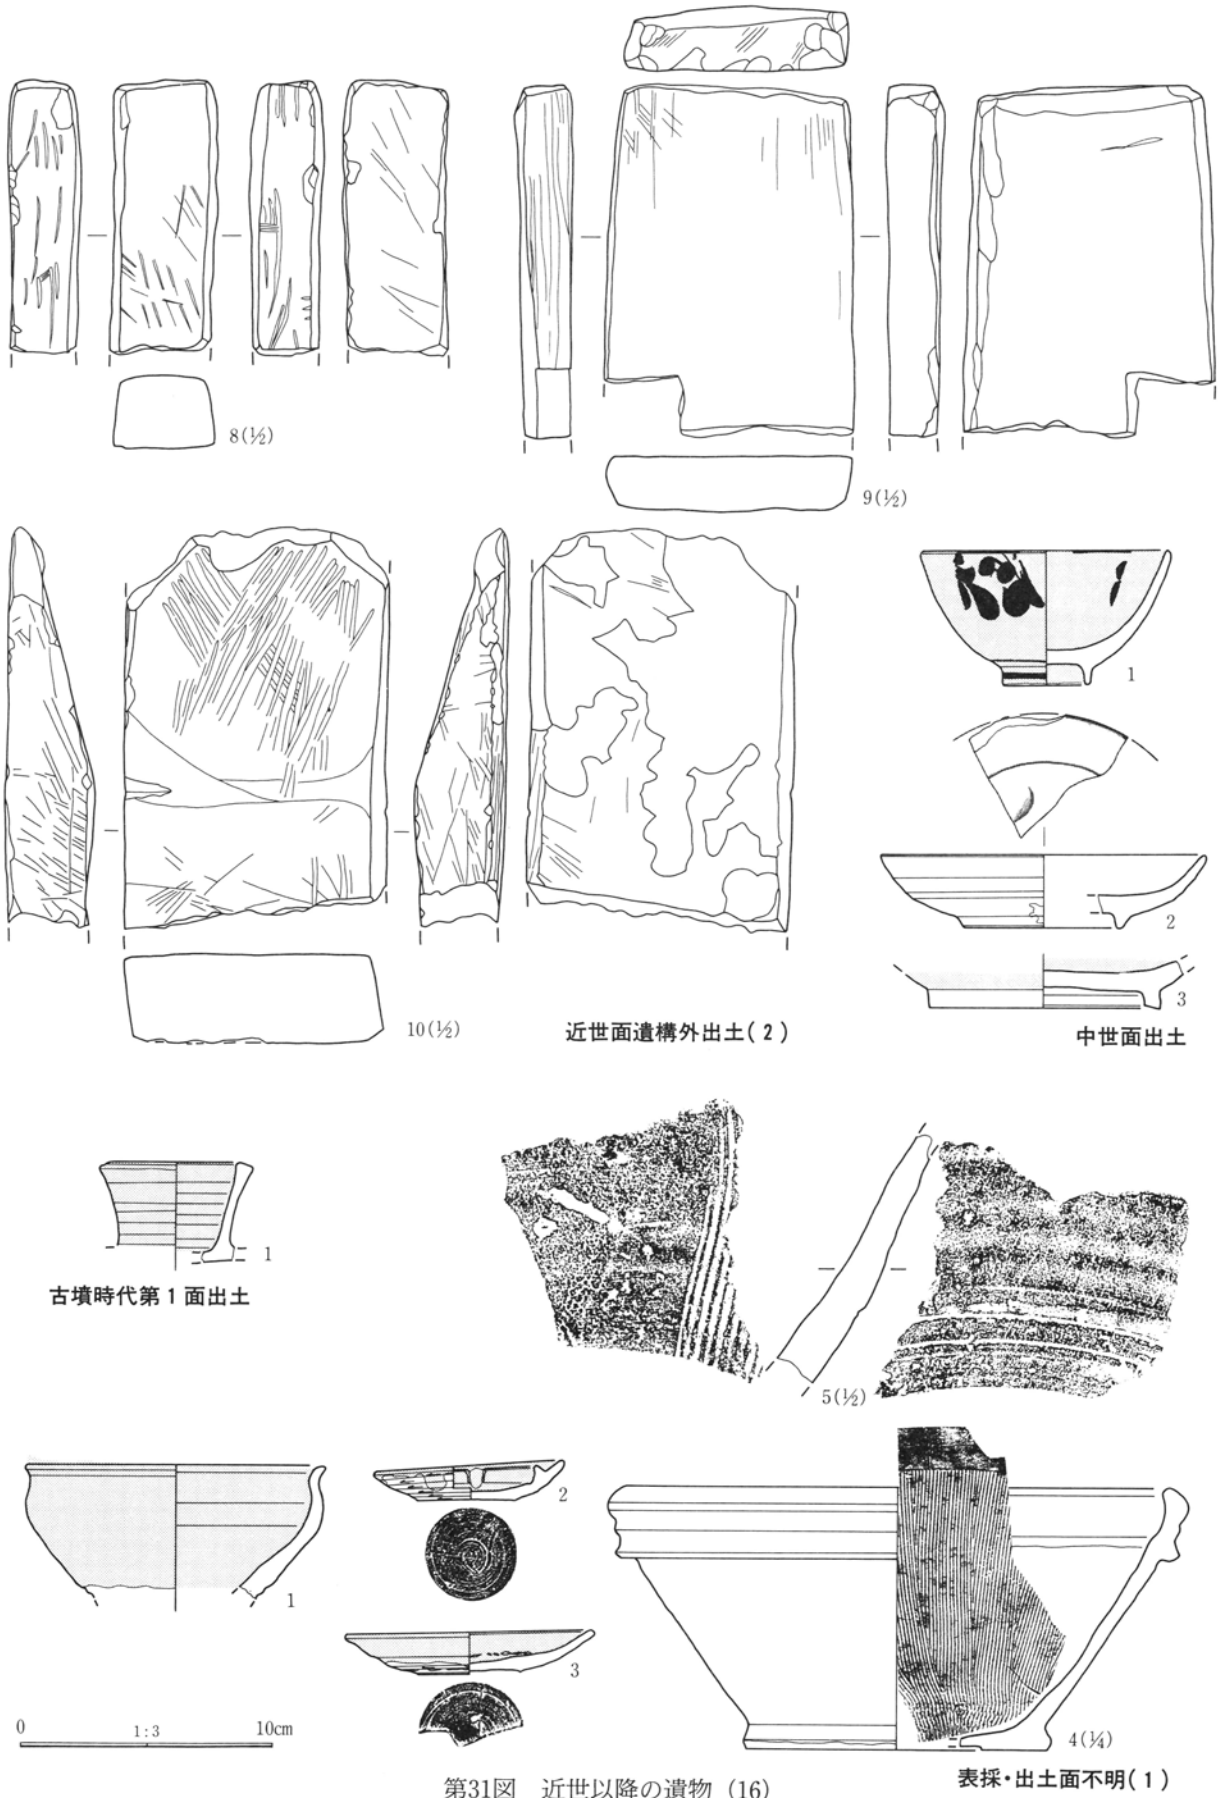 8(½)
9(½)
10(½)
近世面遺構外出土(2)
1
2
3
中世面出土
1
古墳時代第1面出土
5(½)
1
2
3
4(¼)
0 1:3 10cm
表採・出土面不明(1)
第31図 近世以降の遺物 (16)